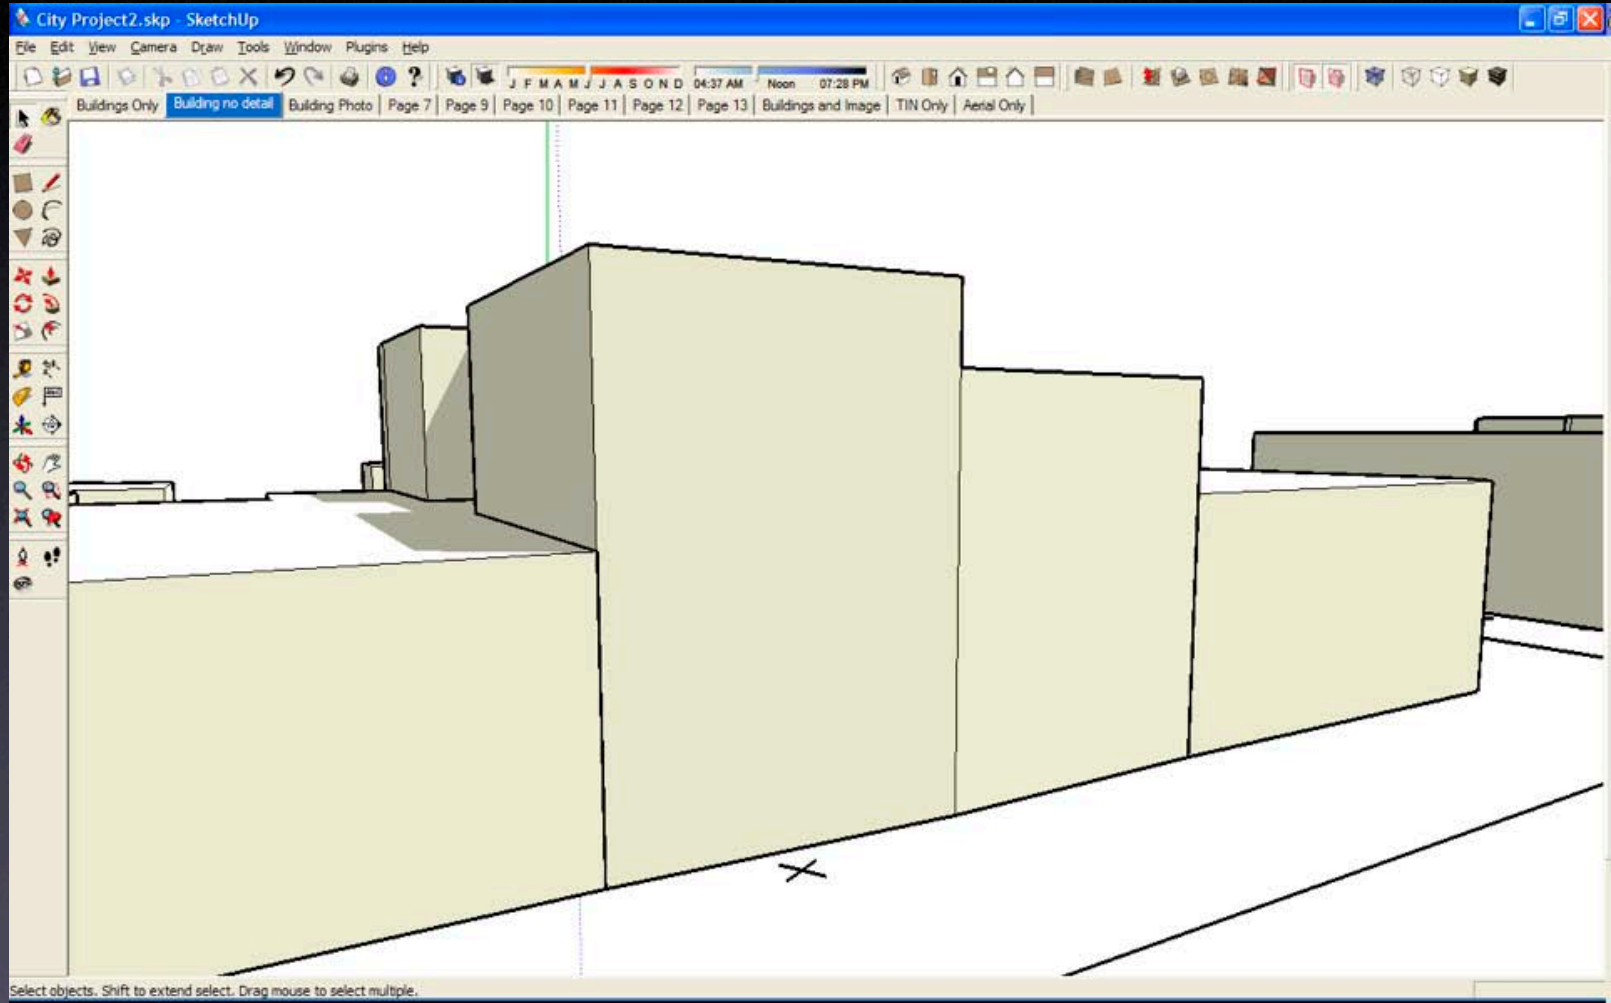 City Project2.skp - SketchUp
File Edit View Camera Draw Tools Window Plugins Help
J F M A M J J A S O N D 04:37 AM Noon 07:28 PM
Buildings Only Building no detail Building Photo Page 7 Page 9 Page 10 Page 11 Page 12 Page 13 Buildings and Image TIN Only Aerial Only
Select objects. Shift to extend select. Drag mouse to select multiple.